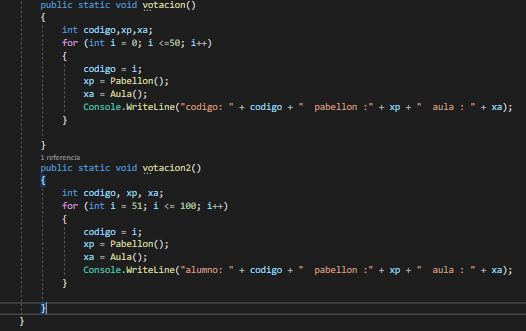 public static void votacion()
{
int codigo,xp,xa;
for (int i = 0; i <=50; i++)
{
codigo = i;
xp = Pabellon();
xa = Aula();
Console.WriteLine("codigo: " + codigo + "  pabellon :" + xp + "  aula : " + xa);
}
}
1 referencia
public static void votacion2()
{
int codigo, xp, xa;
for (int i = 51; i <= 100; i++)
{
codigo = i;
xp = Pabellon();
xa = Aula();
Console.WriteLine("alumno: " + codigo + "  pabellon :" + xp + "  aula : " + xa);
}
}
}